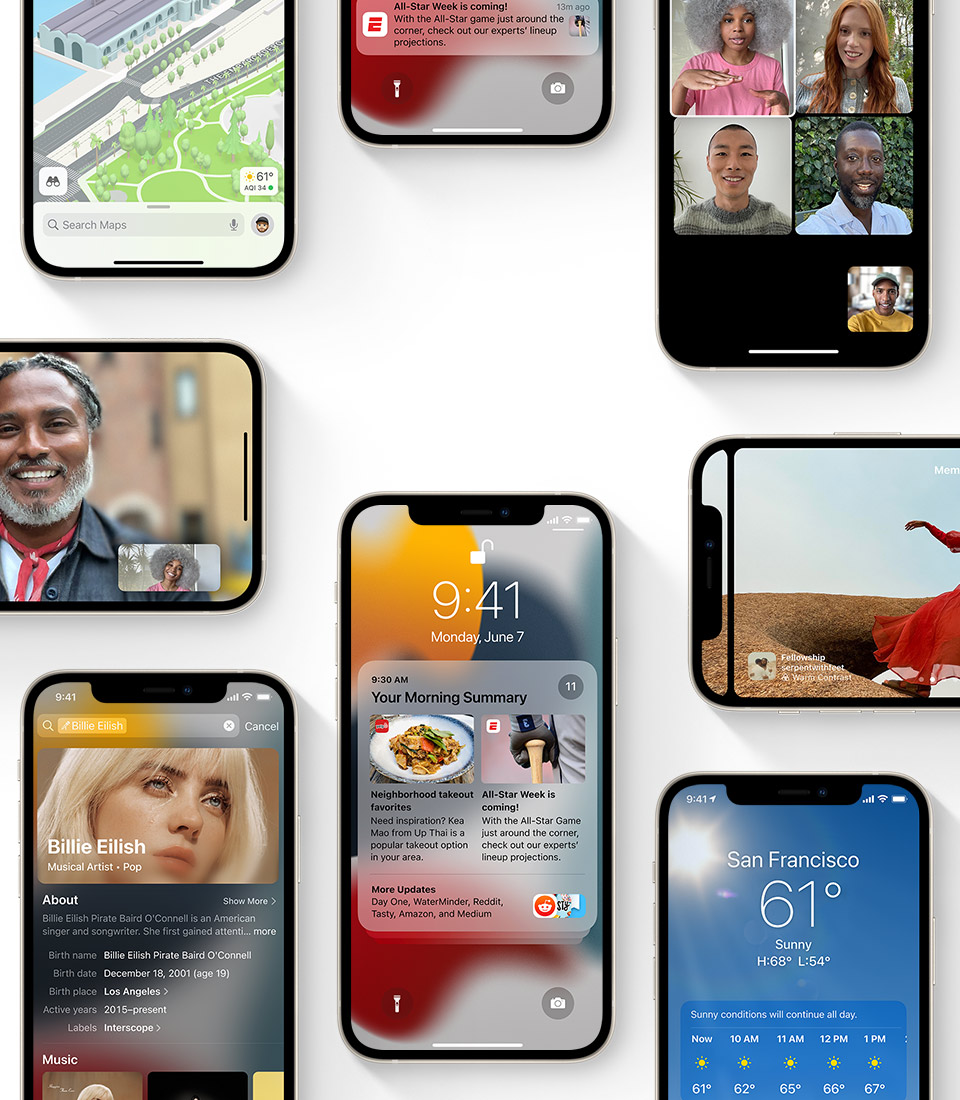 THE EMBARCADERO
61°
AQI 34
Search Maps
All-Star Week is coming!
13m ago
With the All-Star game just around the
corner, check out our experts' lineup
projections.
Mem
Fellowship
serpentwithfeet
Warm Contrast
9:41
Monday, June 7
9:30 AM
Your Morning Summary
11
Neighborhood takeout
favorites
Need inspiration? Kea
Mao from Up Thai is a
popular takeout option
in your area.
All-Star Week is
coming!
With the All-Star Game
just around the corner,
check out our experts'
lineup projections.
More Updates
Day One, WaterMinder, Reddit,
Tasty, Amazon, and Medium
9:41
Billie Eilish
Cancel
Billie Eilish
Musical Artist • Pop
About
Show More >
Billie Eilish Pirate Baird O'Connell is an American
singer and songwriter. She first gained attenti... more
Birth name Billie Eilish Pirate Baird O'Connell
Birth date December 18, 2001 (age 19)
Birth place Los Angeles >
Active years 2015–present
Labels Interscope >
Music
9:41
San Francisco
61°
Sunny
H:68° L:54°
Sunny conditions will continue all day.
Now 10 AM 11 AM 12 PM 1 PM
61° 62° 65° 66° 67°